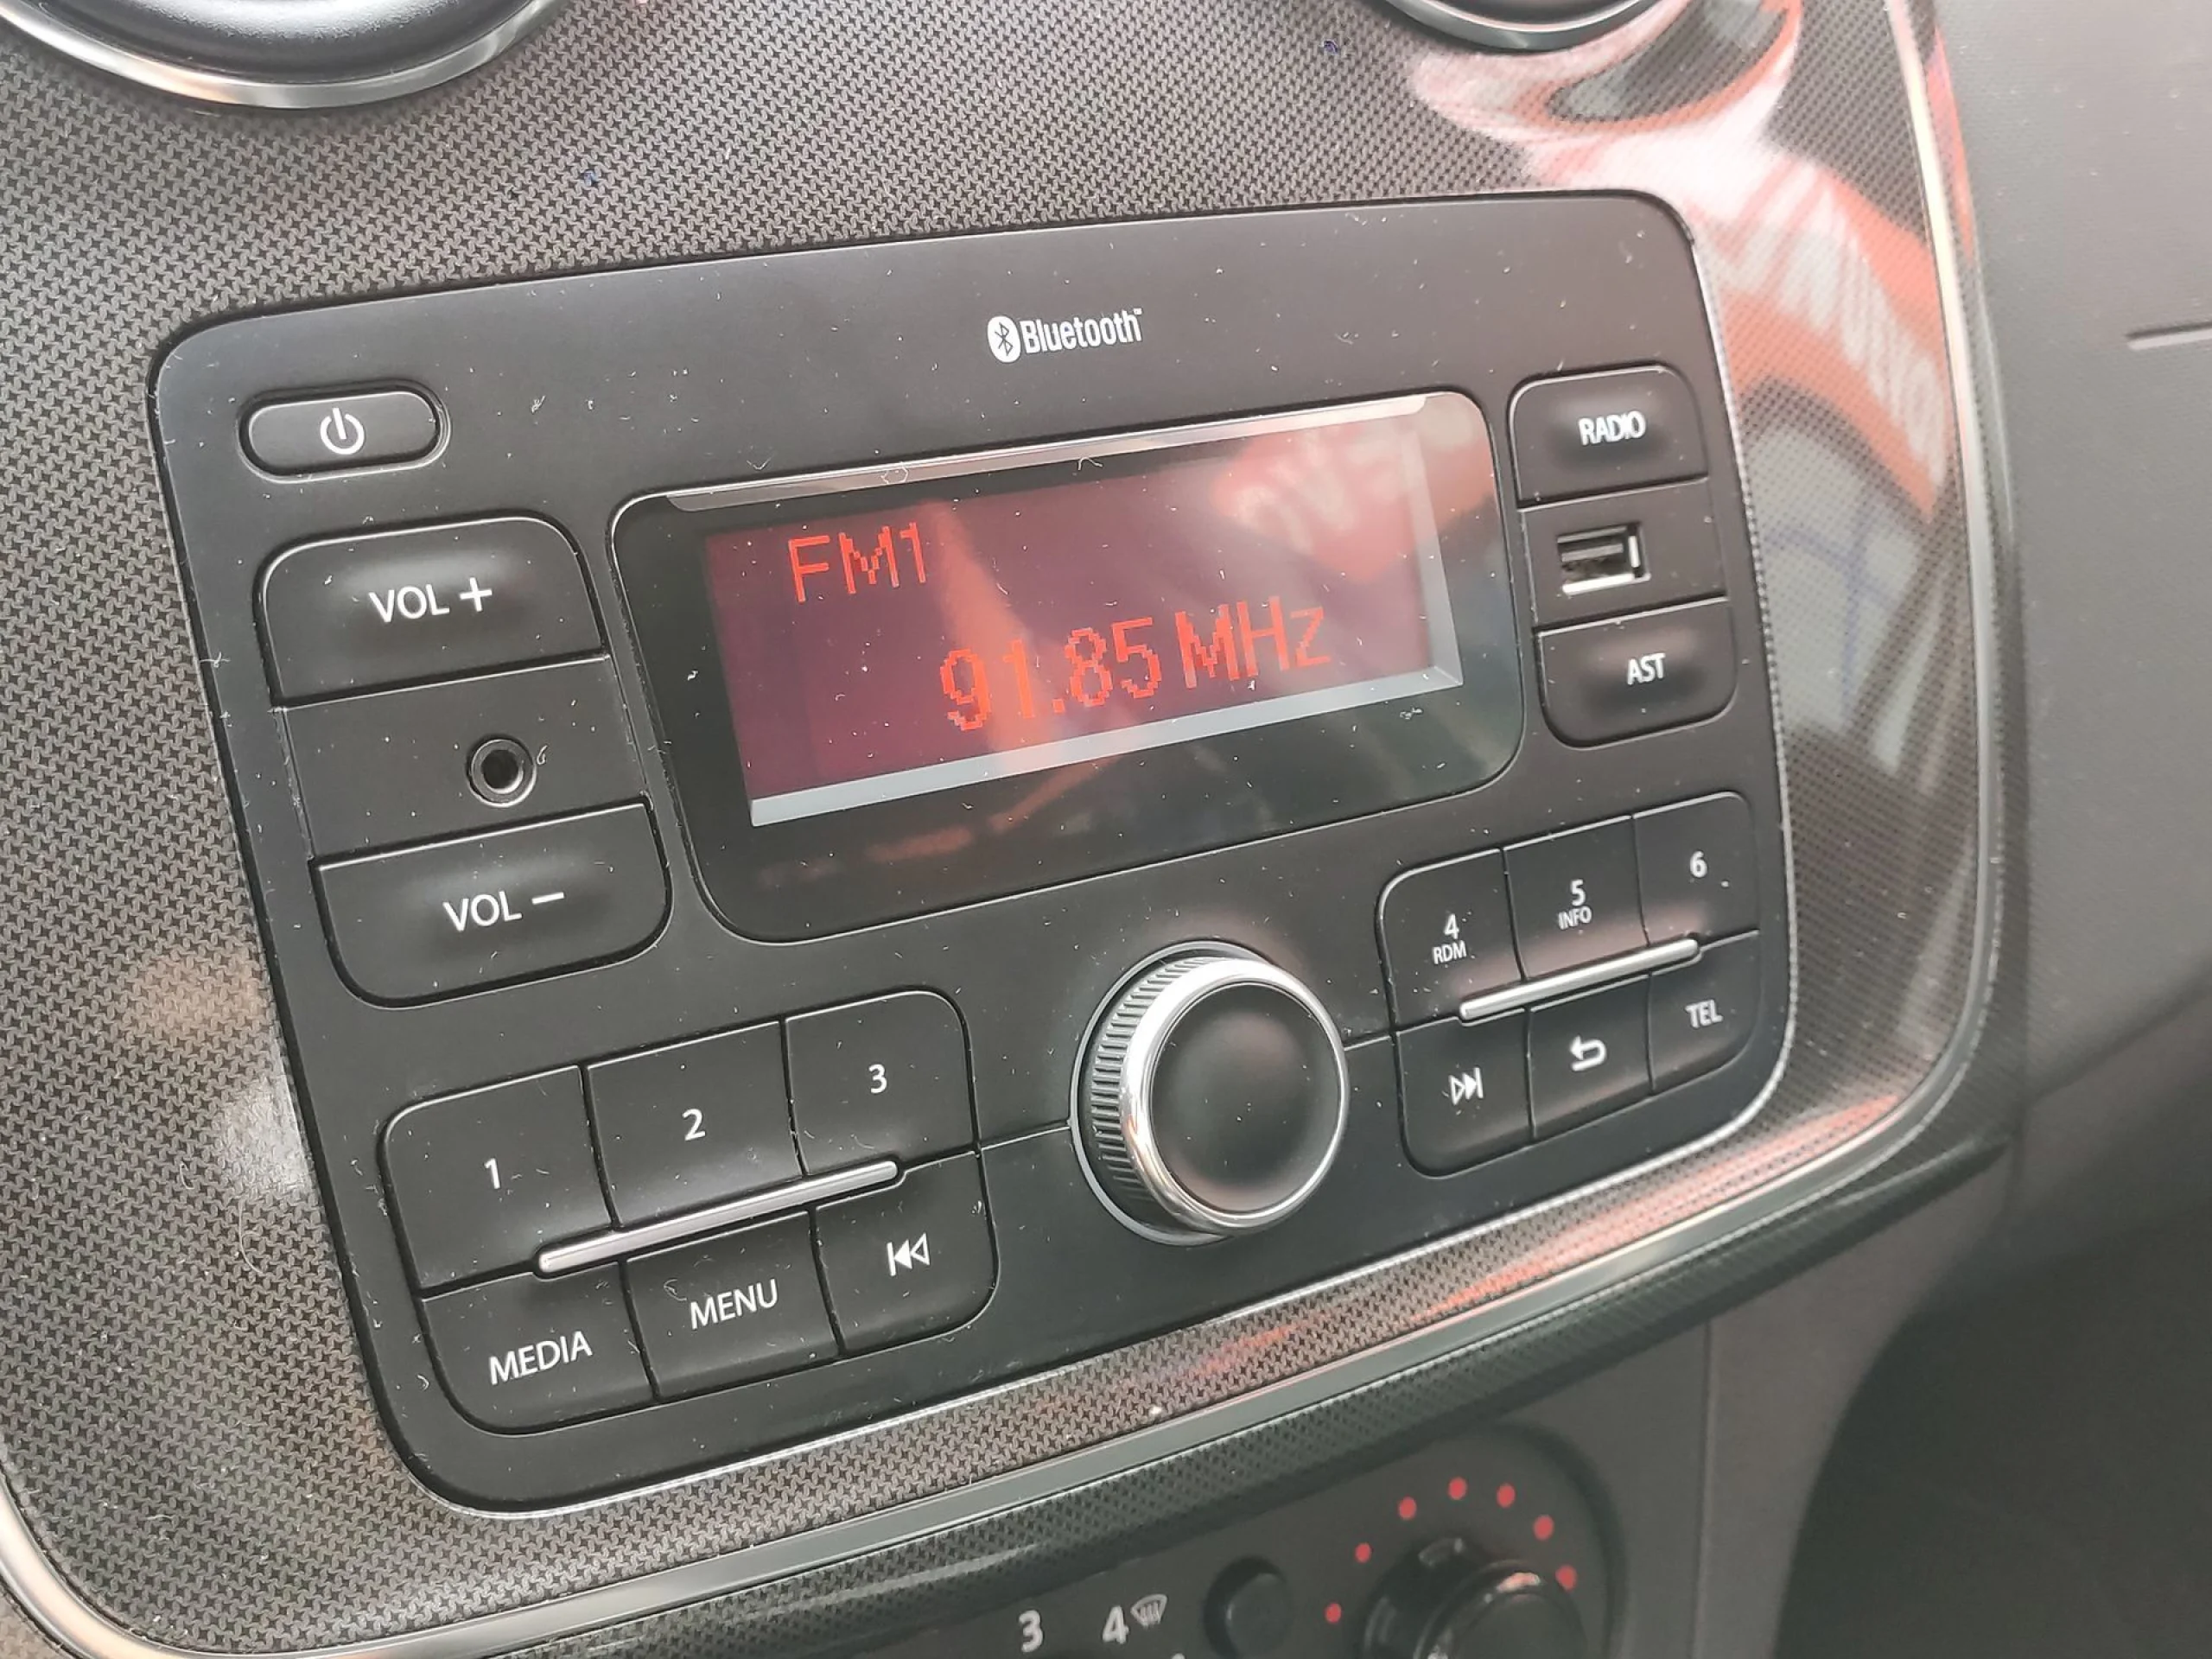 Bluetooth™
RADIO
VOL +
FM1
91.85 MHz
AST
VOL −
1
2
3
4
RDM
5
INFO
6
MEDIA
MENU
TEL
3
4